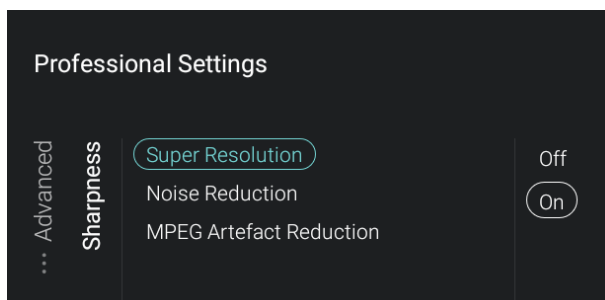 Professional Settings
... Advanced
Sharpness
Super Resolution
Noise Reduction
MPEG Artefact Reduction
Off
On